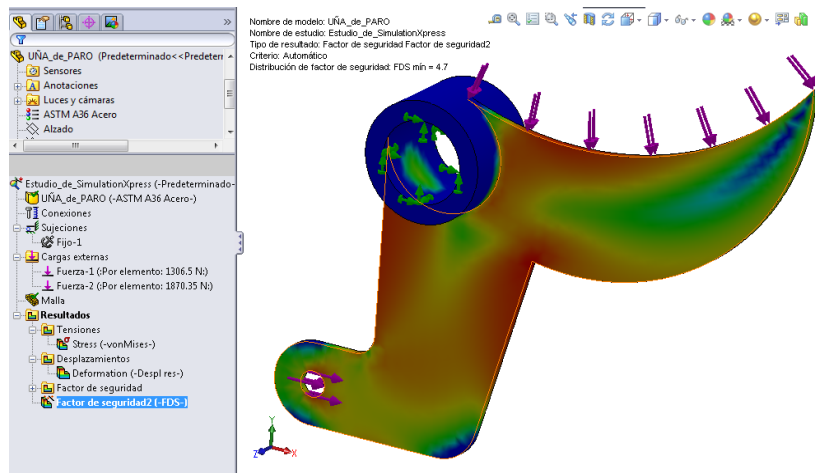 UÑA_de_PARO (Predeterminado<<Predetern
Sensores
Anotaciones
Luces y cámaras
ASTM A36 Acero
Alzado
Estudio_de_SimulationXpress (-Predeterminado-
UÑA_de_PARO (-ASTM A36 Acero-)
Conexiones
Sujeciones
Fijo-1
Cargas externas
Fuerza-1 (:Por elemento: 1306.5 N:)
Fuerza-2 (:Por elemento: 1870.35 N:)
Malla
Resultados
Tensiones
Stress (-vonMises-)
Desplazamientos
Deformation (-Despl res-)
Factor de seguridad
Factor de seguridad2 (-FDS-)
Nombre de modelo: UÑA_de_PARO
Nombre de estudio: Estudio_de_SimulationXpress
Tipo de resultado: Factor de seguridad Factor de seguridad2
Criterio: Automático
Distribución de factor de seguridad: FDS mín = 4.7
Y
Z
X